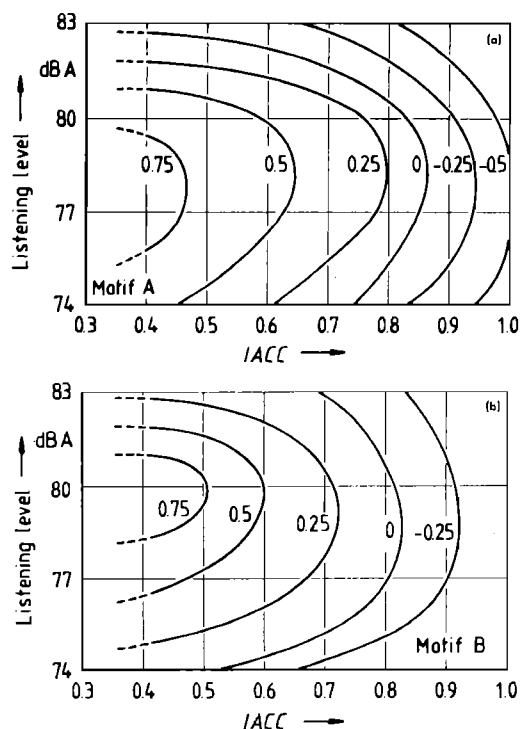 83
(a)
dB A
80
0.75 0.5 0.25 0 -0.25 -0.5
77
Motif A
74
0.3 0.4 0.5 0.6 0.7 0.8 0.9 1.0
Listening level
IACC
83
(b)
dB A
80
0.75 0.5 0.25 0 -0.25
77
Motif B
74
0.3 0.4 0.5 0.6 0.7 0.8 0.9 1.0
Listening level
IACC